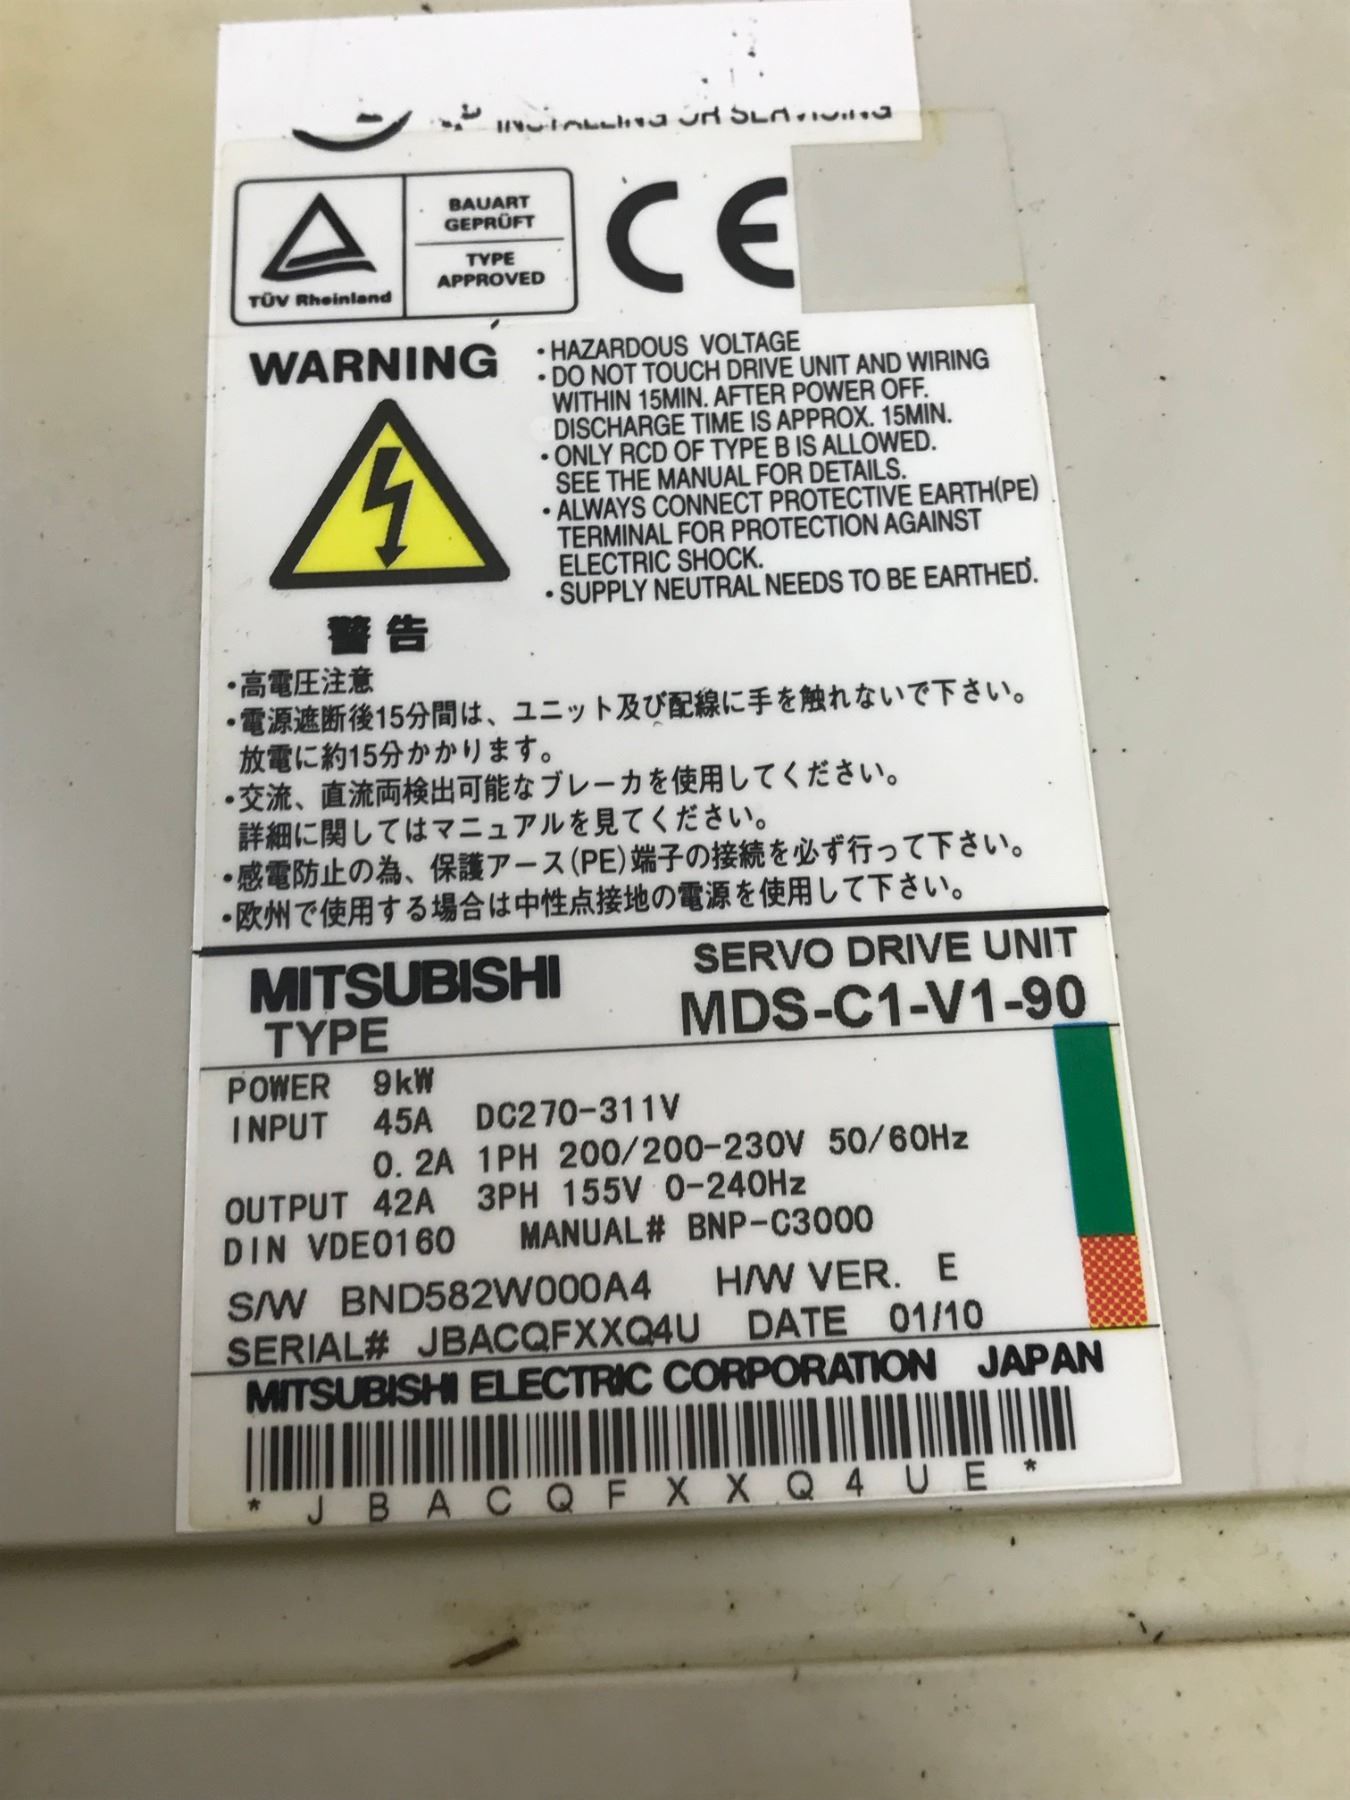 INSTALLING OR SERVICING
TÜV Rheinland
BAUART
GEPRÜFT
TYPE
APPROVED
CE
WARNING
・HAZARDOUS VOLTAGE
・DO NOT TOUCH DRIVE UNIT AND WIRING
WITHIN 15MIN. AFTER POWER OFF.
DISCHARGE TIME IS APPROX. 15MIN.
・ONLY RCD OF TYPE B IS ALLOWED.
SEE THE MANUAL FOR DETAILS.
・ALWAYS CONNECT PROTECTIVE EARTH(PE)
TERMINAL FOR PROTECTION AGAINST
ELECTRIC SHOCK.
・SUPPLY NEUTRAL NEEDS TO BE EARTHED.
警告
・高電圧注意
・電源遮断後15分間は、ユニット及び配線に手を触れないで下さい。
放電に約15分かかります。
・交流、直流両検出可能なブレーカを使用してください。
詳細に関してはマニュアルを見てください。
・感電防止の為、保護アース(PE)端子の接続を必ず行って下さい。
・欧州で使用する場合は中性点接地の電源を使用して下さい。
MITSUBISHI SERVO DRIVE UNIT
TYPE MDS-C1-V1-90
POWER 9kW
INPUT 45A DC270-311V
0.2A 1PH 200/200-230V 50/60Hz
OUTPUT 42A 3PH 155V 0-240Hz
DIN VDE0160 MANUAL# BNP-C3000
S/W BND582W000A4 H/W VER. E
SERIAL# JBACQFXXQ4U DATE 01/10
MITSUBISHI ELECTRIC CORPORATION JAPAN
* J B A C Q F X X Q 4 U E *